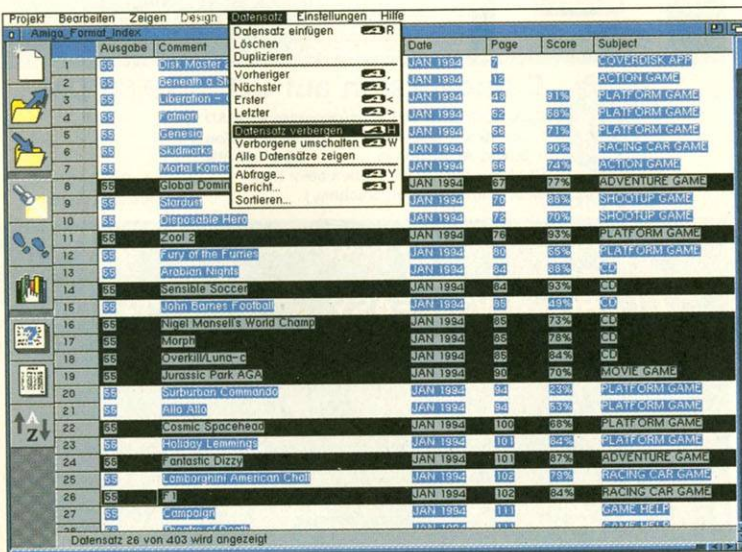 Projekt Bearbeiten Zeigen Design Datensatz Einstellungen Hilfe
Amiga_Format_Index
Datensatz einfügen R
Löschen
Duplizieren
Vorheriger ,
Nächster .
Erster <
Letzter >
Datensatz verbergen H
Verborgene umschalten W
Alle Datensätze zeigen
Abfrage... Y
Bericht... T
Sortieren...
Ausgabe Comment Date Page Score Subject
1 55 Disk Master JAN 1994 7 COVERDISK APP
2 55 Beneath a St JAN 1994 12 ACTION GAME
3 55 Liberation - JAN 1994 48 91% PLATFORM GAME
4 55 Fatman JAN 1994 PLATFORM GAME
5 55 Genesia JAN 1994 71% PLATFORM GAME
6 55 Skidmarks JAN 1994 90% RACING CAR GAME
7 55 Mortal Komba JAN 1994 74% ACTION GAME
8 55 Global Domin JAN 1994 67 77% ADVENTURE GAME
9 55 Stardust JAN 1994 70 SHOOTUP GAME
10 55 Disposable Hero JAN 1994 72 70% SHOOTUP GAME
11 55 Zool 2 JAN 1994 76 93% PLATFORM GAME
12 55 Fury of the Furries JAN 1994 80 PLATFORM GAME
13 55 Arabian Nights JAN 1994 84 88% CD
14 55 Sensible Soccer JAN 1994 84 93% CD
15 55 John Barnes Football JAN 1994 85 49% CD
16 55 Nigel Mansell's World Champ JAN 1994 85 73% CD
17 55 Morph JAN 1994 85 78% CD
18 55 Overkill/Luna-c JAN 1994 85 84% CD
19 55 Jurassic Park AGA JAN 1994 90 70% MOVIE GAME
20 55 Surburban Commando JAN 1994 94 23% PLATFORM GAME
21 55 Allo Allo JAN 1994 94 PLATFORM GAME
22 55 Cosmic Spacehead JAN 1994 100 68% PLATFORM GAME
23 55 Holiday Lemmings JAN 1994 101 84% PLATFORM GAME
24 55 Fantastic Dizzy JAN 1994 101 87% ADVENTURE GAME
25 55 Lamborghini American Chall JAN 1994 102 79% RACING CAR GAME
26 55 F1 JAN 1994 102 84% RACING CAR GAME
27 55 Campaign JAN 1994 111 GAME HELP
28 55 Theatre of Death JAN 1994 111 GAME HELP
Datensatz 26 von 403 wird angezeigt